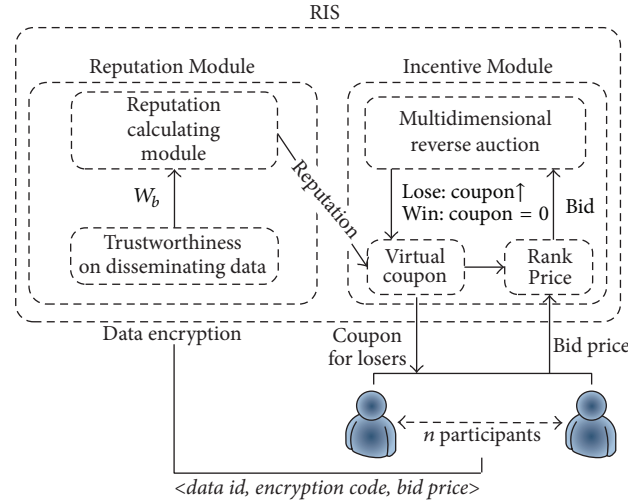 RIS
Reputation Module
Incentive Module
Reputation
calculating
module
Multidimensional
reverse auction
Reputation
W_b
Lose: coupon↑
Win: coupon = 0
Bid
Trustworthiness
on disseminating data
Virtual
coupon
Rank
Price
Data encryption
Coupon
for losers
Bid price
n participants
<data id, encryption code, bid price>